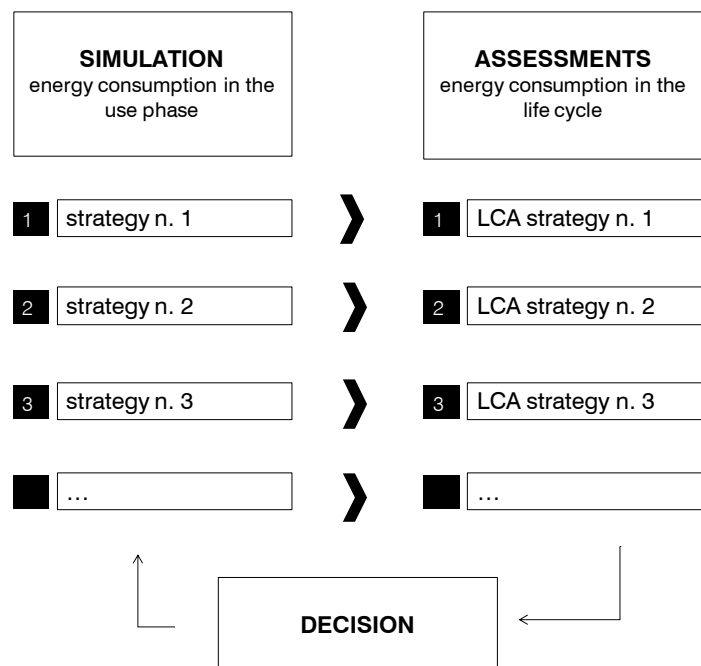 SIMULATION
energy consumption in the
use phase
ASSESSMENTS
energy consumption in the
life cycle
1 strategy n. 1
1 LCA strategy n. 1
2 strategy n. 2
2 LCA strategy n. 2
3 strategy n. 3
3 LCA strategy n. 3
...
...
DECISION